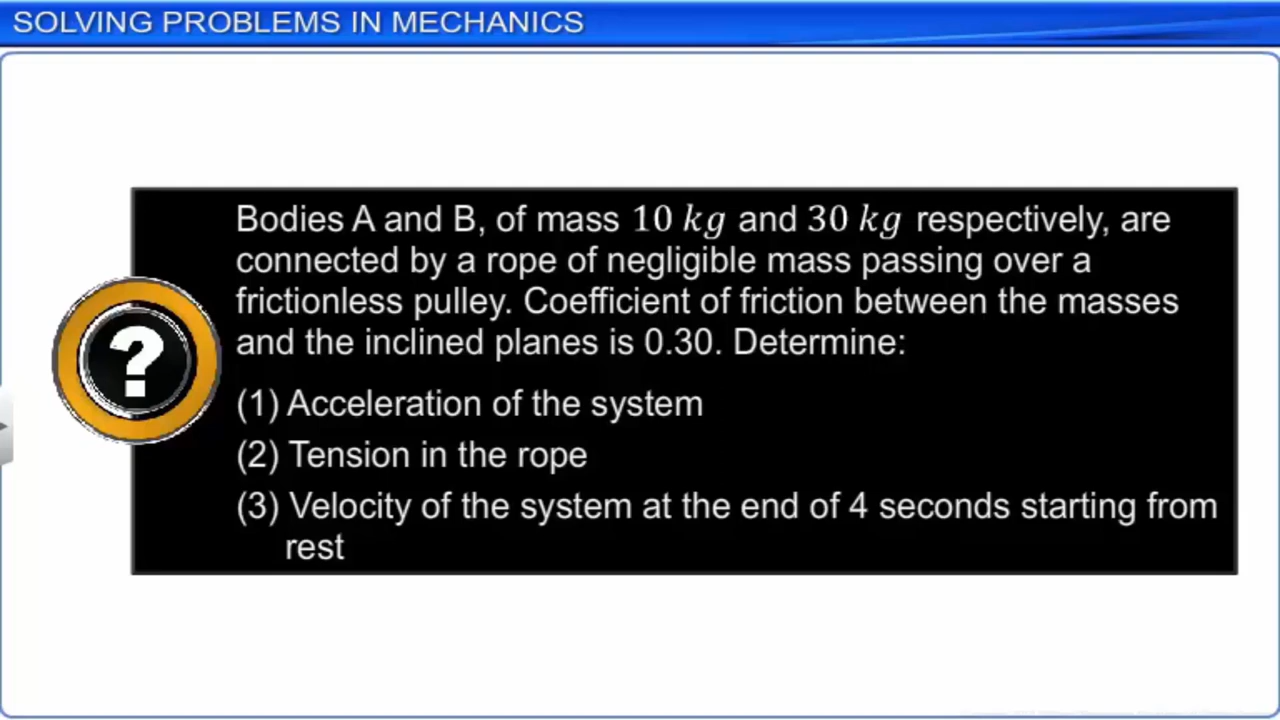 SOLVING PROBLEMS IN MECHANICS
Bodies A and B, of mass 10 kg and 30 kg respectively, are
connected by a rope of negligible mass passing over a
frictionless pulley. Coefficient of friction between the masses
and the inclined planes is 0.30. Determine:
(1) Acceleration of the system
(2) Tension in the rope
(3) Velocity of the system at the end of 4 seconds starting from
rest
?